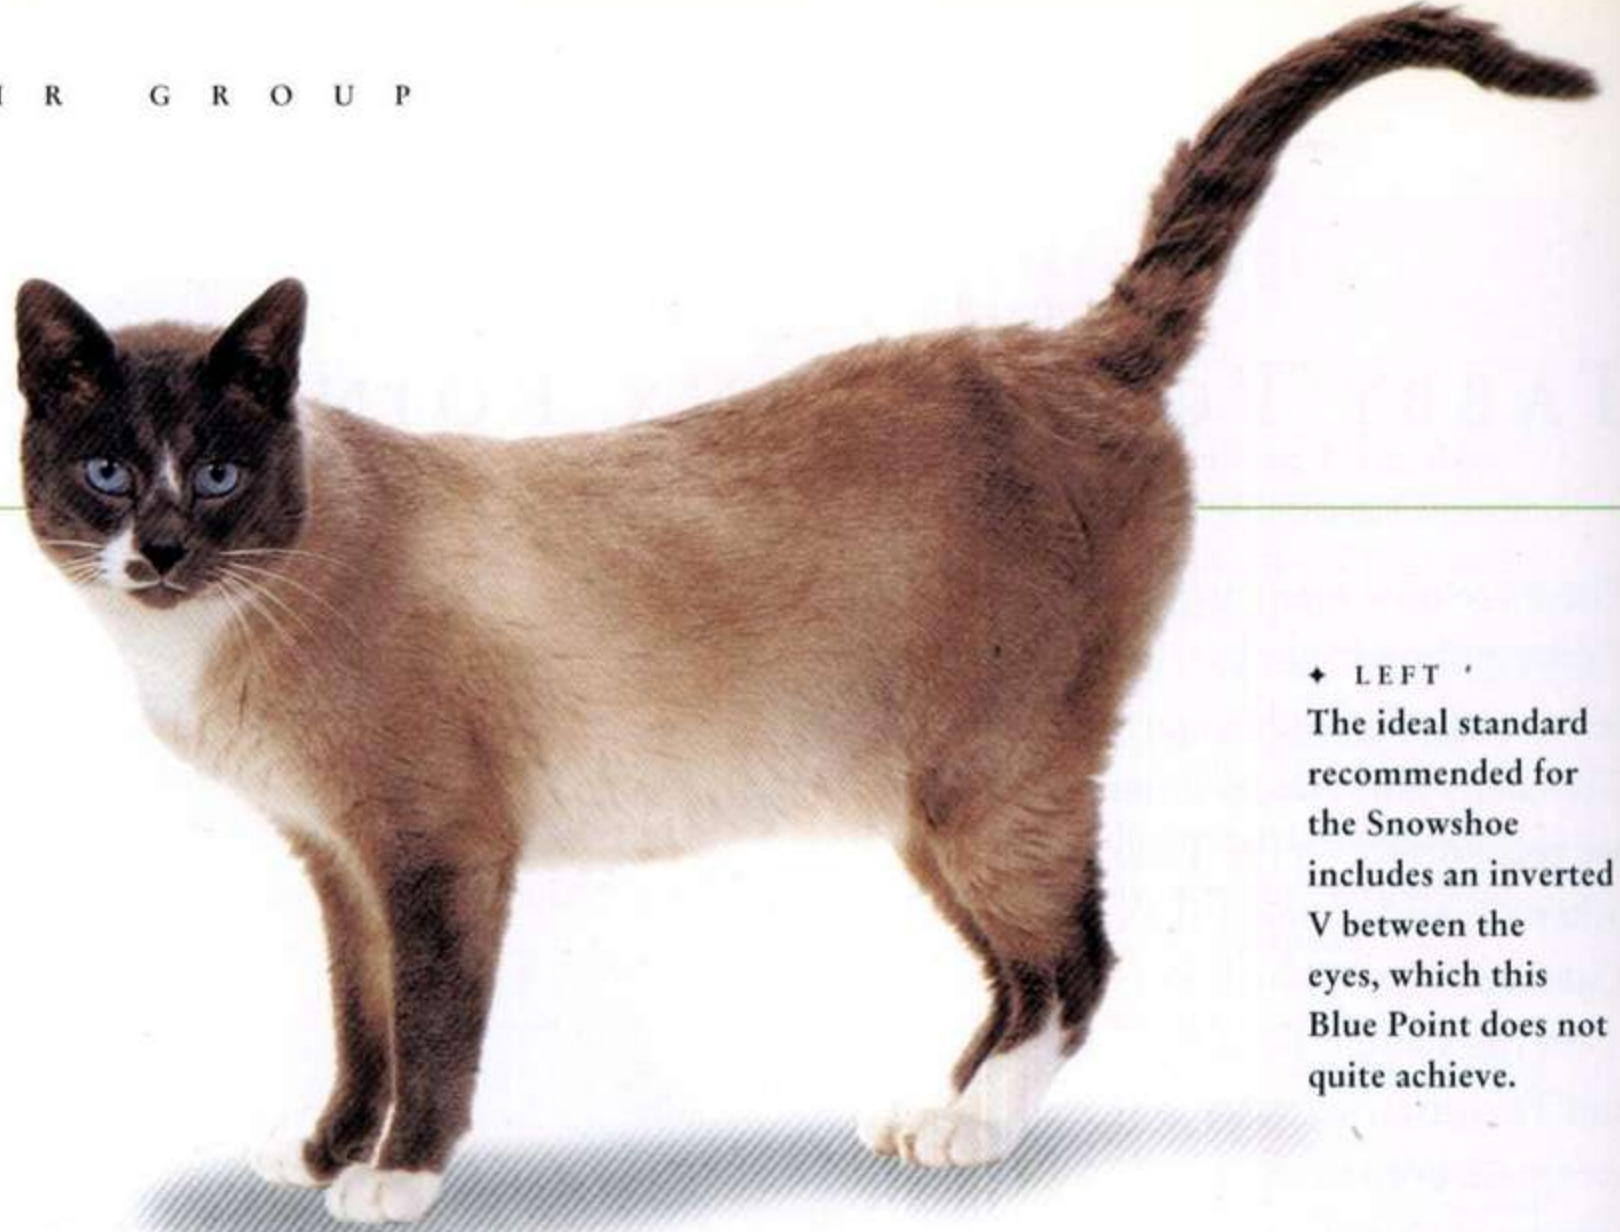 I R GROUP
✦ LEFT
The ideal standard
recommended for
the Snowshoe
includes an inverted
V between the
eyes, which this
Blue Point does not
quite achieve.